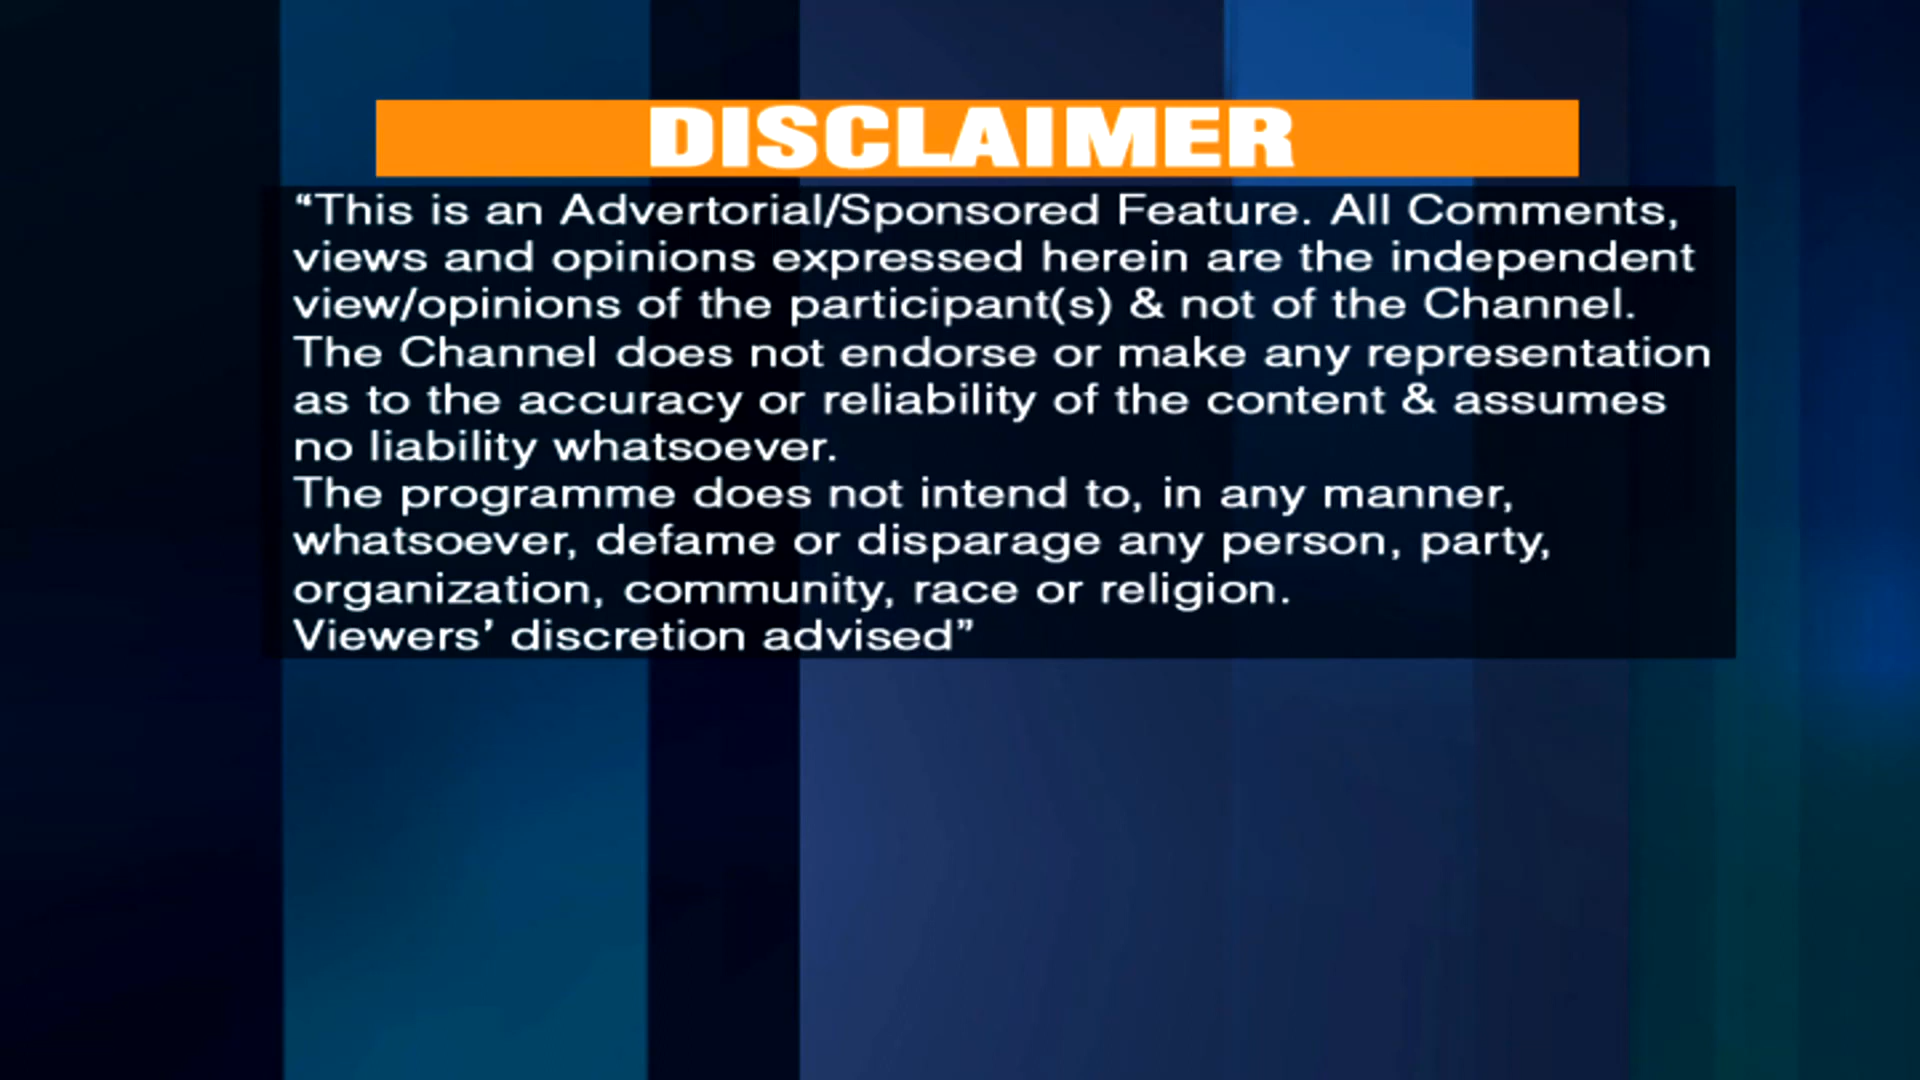 DISCLAIMER
“This is an Advertorial/Sponsored Feature. All Comments,
views and opinions expressed herein are the independent
view/opinions of the participant(s) & not of the Channel.
The Channel does not endorse or make any representation
as to the accuracy or reliability of the content & assumes
no liability whatsoever.
The programme does not intend to, in any manner,
whatsoever, defame or disparage any person, party,
organization, community, race or religion.
Viewers’ discretion advised”